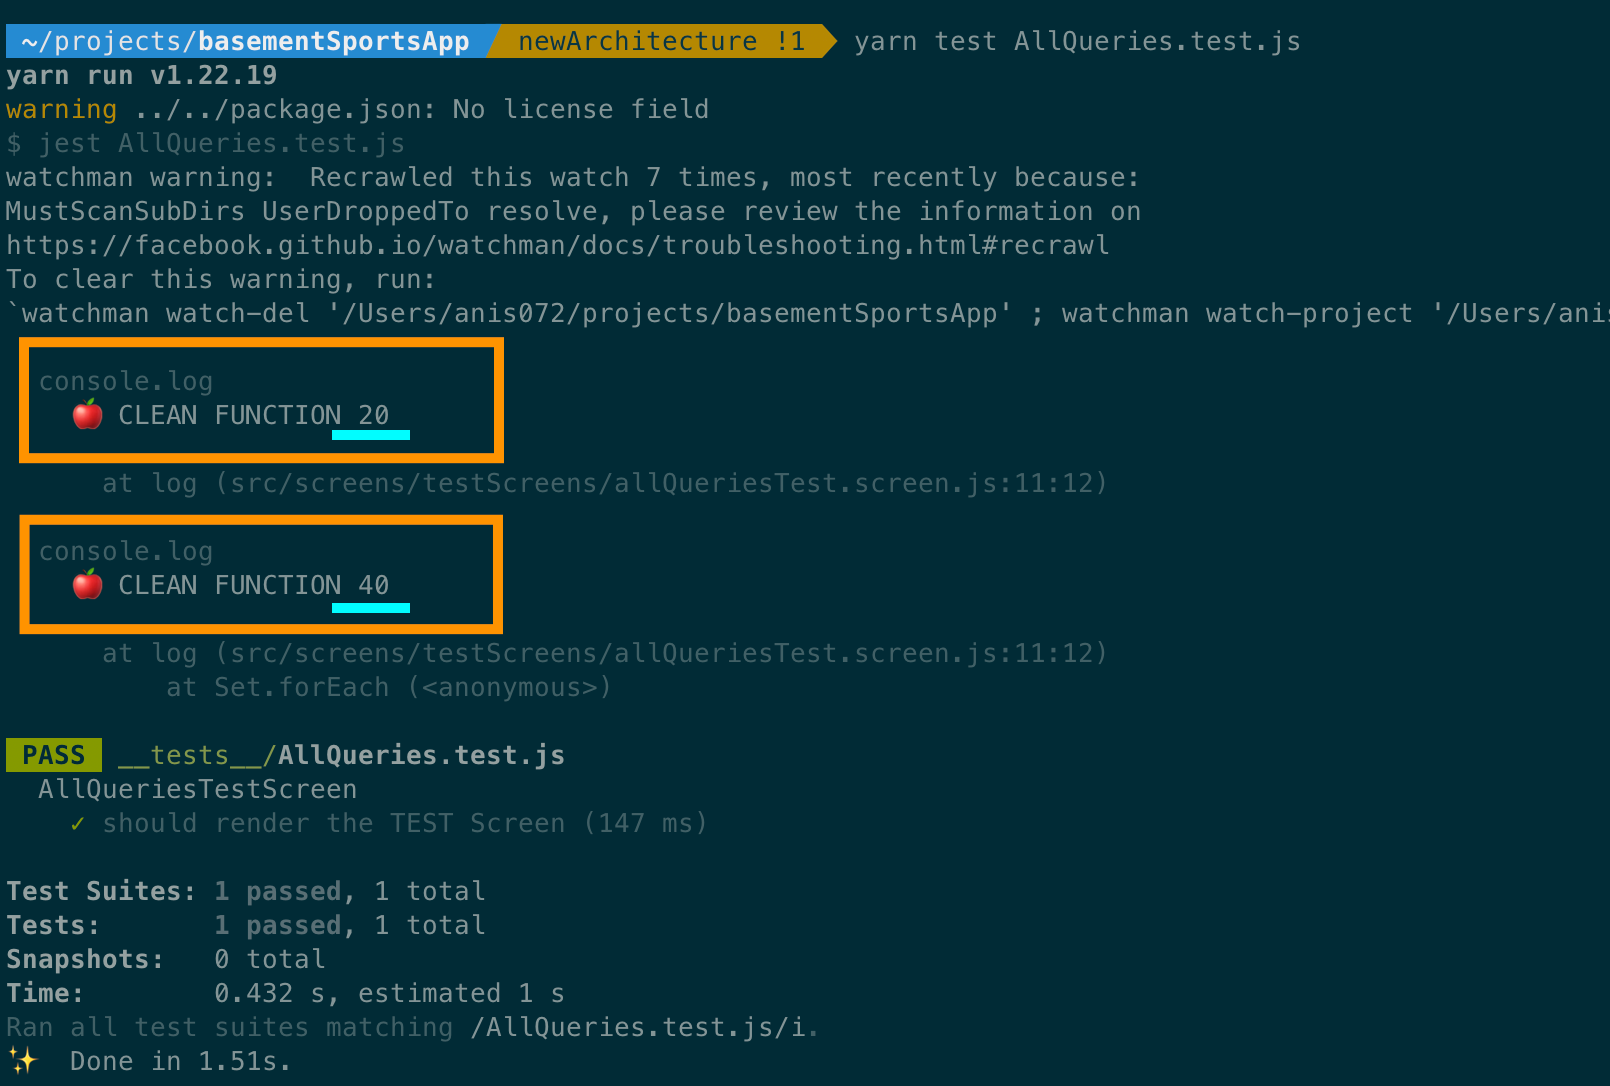 ~/projects/basementSportsApp newArchitecture !1 yarn test AllQueries.test.js
yarn run v1.22.19
warning ../../package.json: No license field
$ jest AllQueries.test.js
watchman warning:  Recrawled this watch 7 times, most recently because:
MustScanSubDirs UserDroppedTo resolve, please review the information on
https://facebook.github.io/watchman/docs/troubleshooting.html#recrawl
To clear this warning, run:
`watchman watch-del '/Users/anis072/projects/basementSportsApp' ; watchman watch-project '/Users/anis
console.log
🍎 CLEAN FUNCTION 20
at log (src/screens/testScreens/allQueriesTest.screen.js:11:12)
console.log
🍎 CLEAN FUNCTION 40
at log (src/screens/testScreens/allQueriesTest.screen.js:11:12)
at Set.forEach (<anonymous>)
PASS __tests__/AllQueries.test.js
AllQueriesTestScreen
✓ should render the TEST Screen (147 ms)
Test Suites: 1 passed, 1 total
Tests:       1 passed, 1 total
Snapshots:   0 total
Time:        0.432 s, estimated 1 s
Ran all test suites matching /AllQueries.test.js/i.
✨  Done in 1.51s.